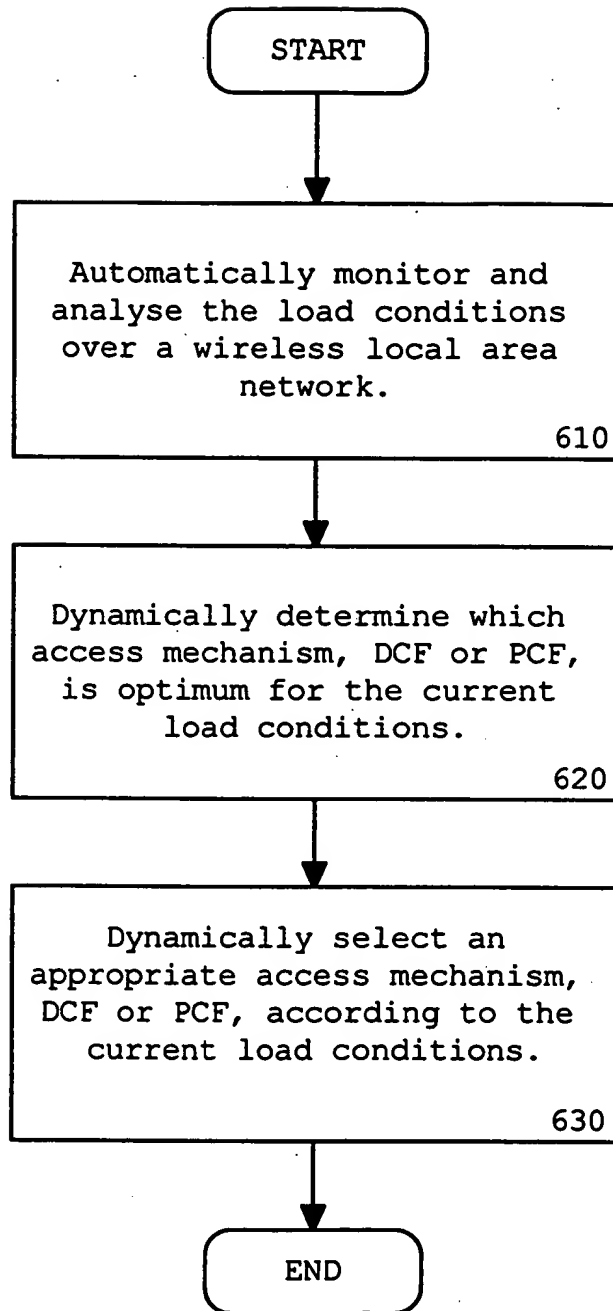 START
Automatically monitor and
analyse the load conditions
over a wireless local area
network.
610
Dynamically determine which
access mechanism, DCF or PCF,
is optimum for the current
load conditions.
620
Dynamically select an
appropriate access mechanism,
DCF or PCF, according to the
current load conditions.
630
END